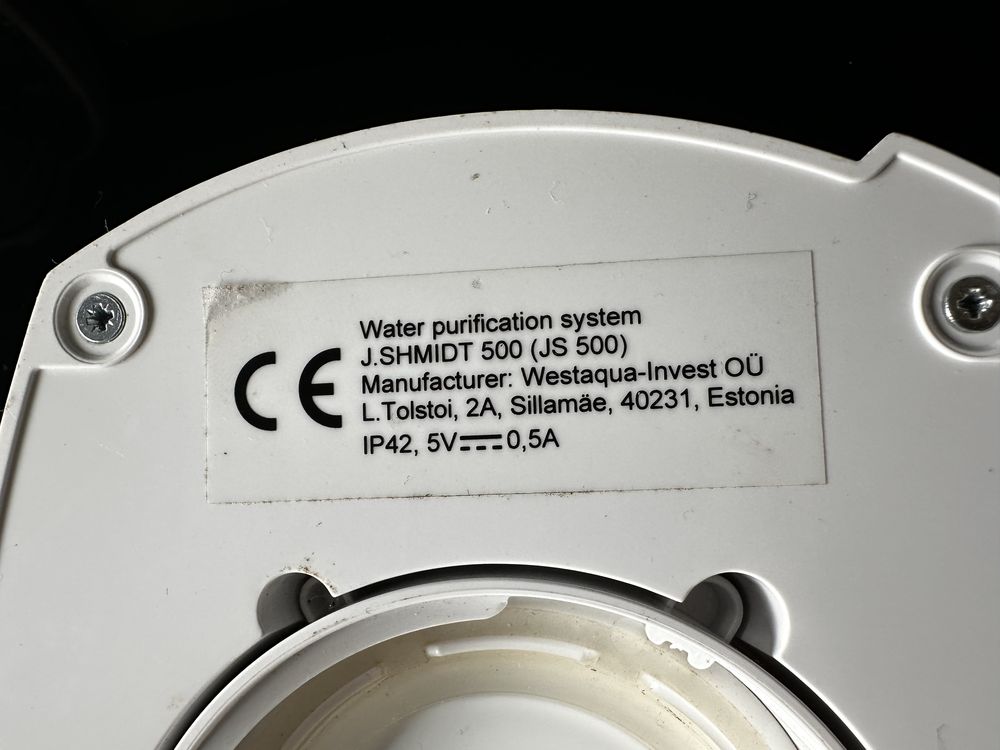 CE
Water purification system
J.SHMIDT 500 (JS 500)
Manufacturer: Westaqua-Invest OÜ
L.Tolstoi, 2A, Sillamäe, 40231, Estonia
IP42, 5V⎓0,5A